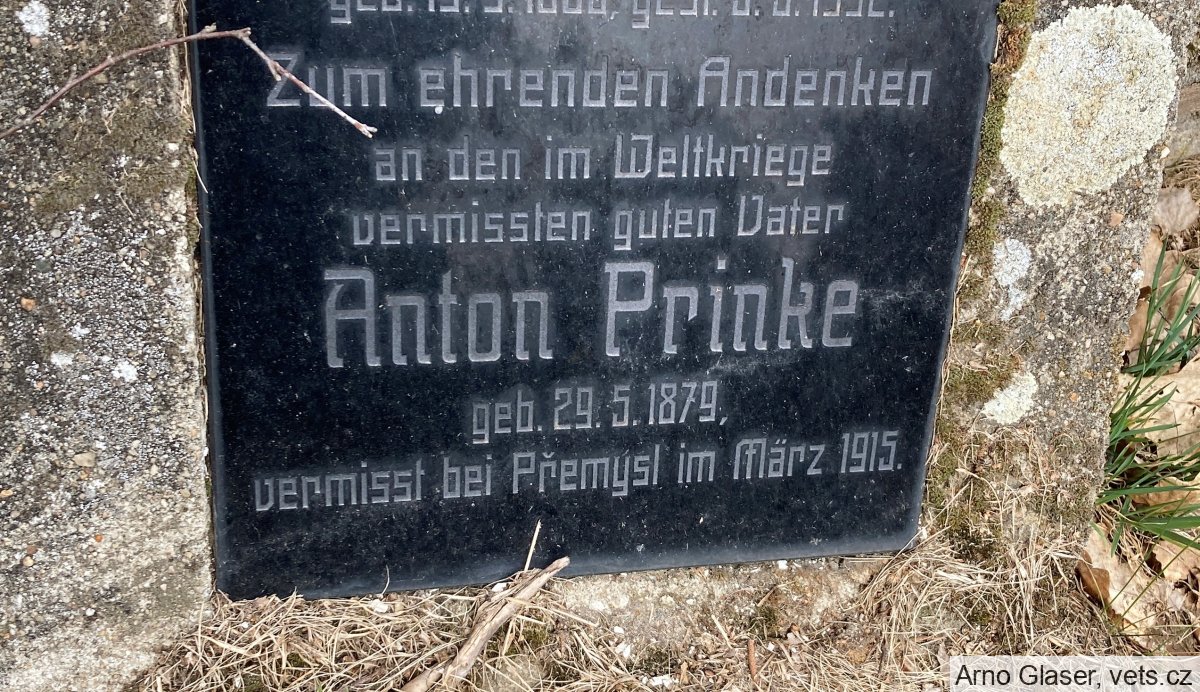 Zum ehrenden Andenken
an den im Weltkriege
vermissten guten Vater
Anton Prinke
geb. 29. 5. 1879,
vermisst bei Přemýsl im März 1915.
Arno Glaser, vets.cz